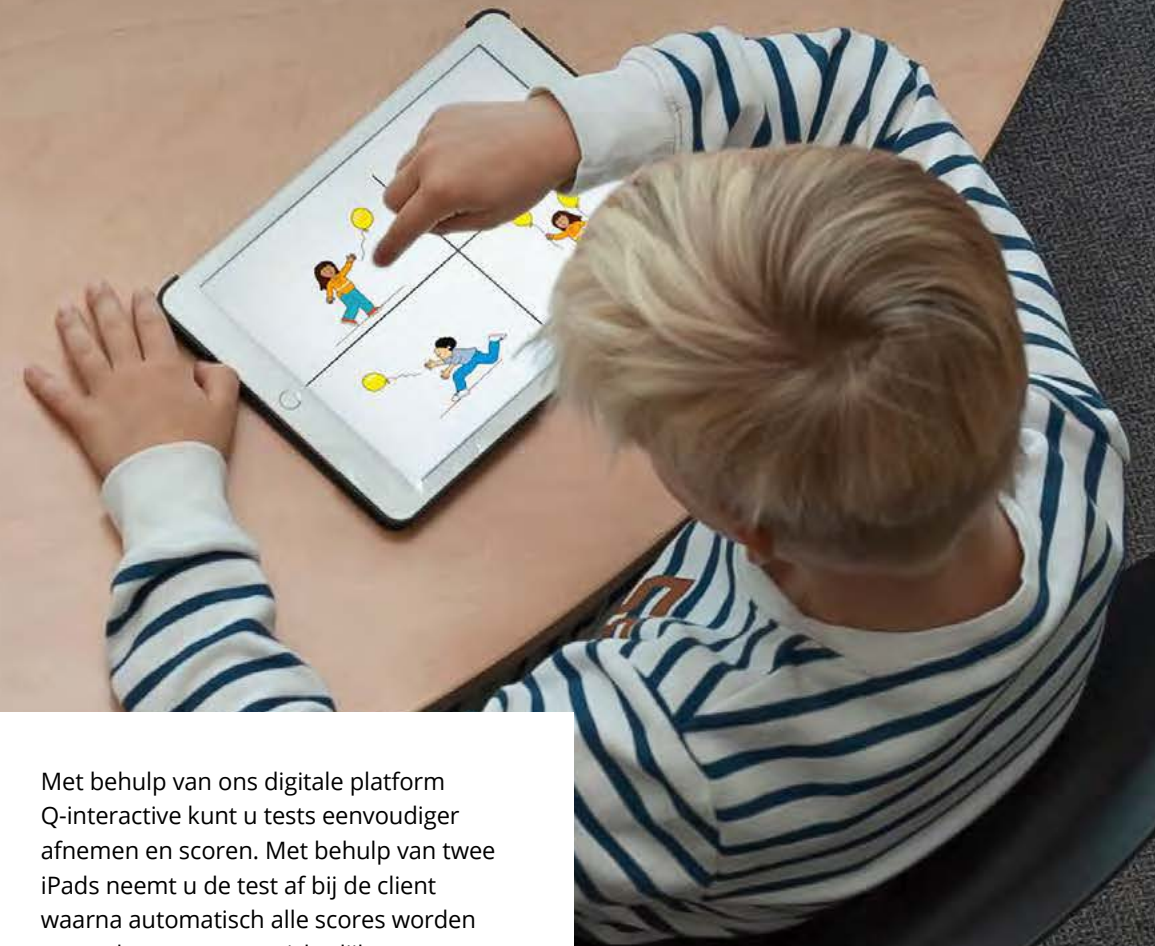 Met behulp van ons digitale platform
Q-interactive kunt u tests eenvoudiger
afnemen en scoren. Met behulp van twee
iPads neemt u de test af bij de client
waarna automatisch alle scores worden